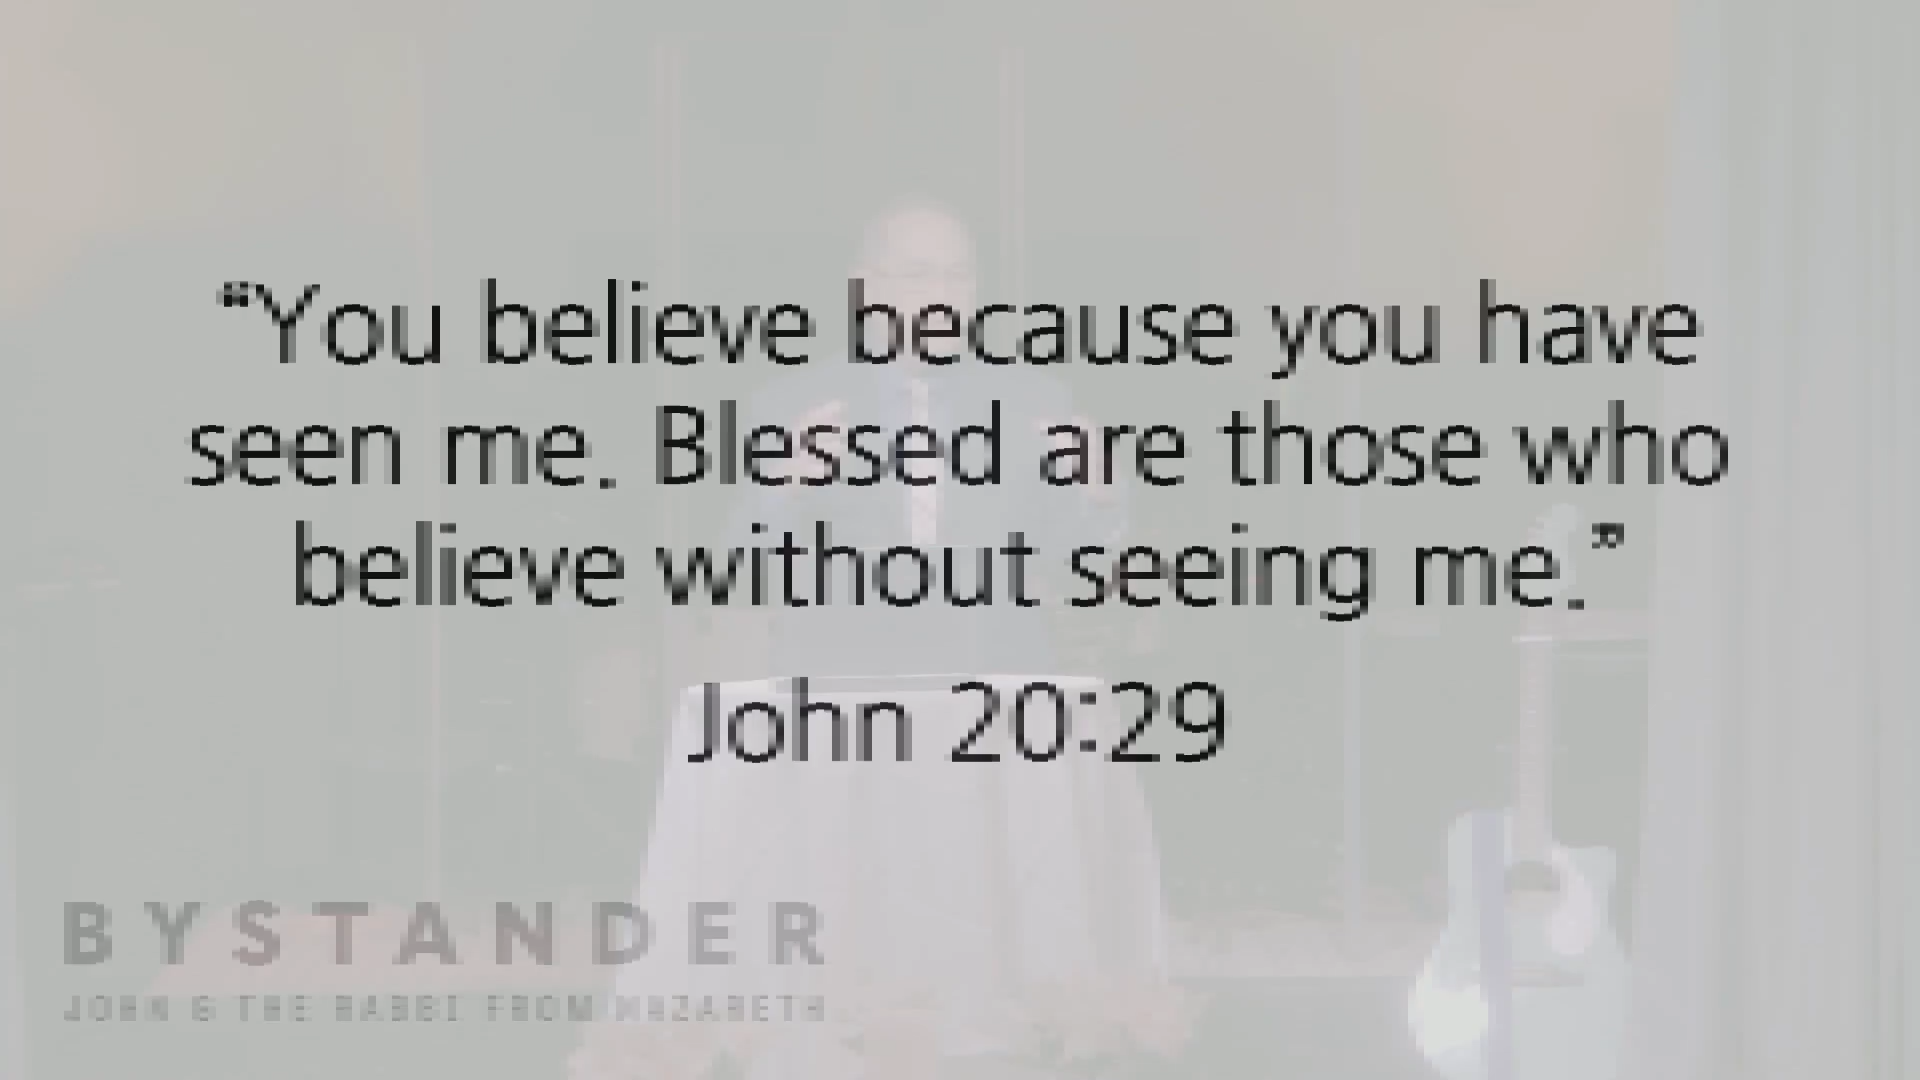 “You believe because you have
seen me. Blessed are those who
believe without seeing me.”
John 20:29
BYSTANDER
JOHN & THE RABBI FROM NAZARETH